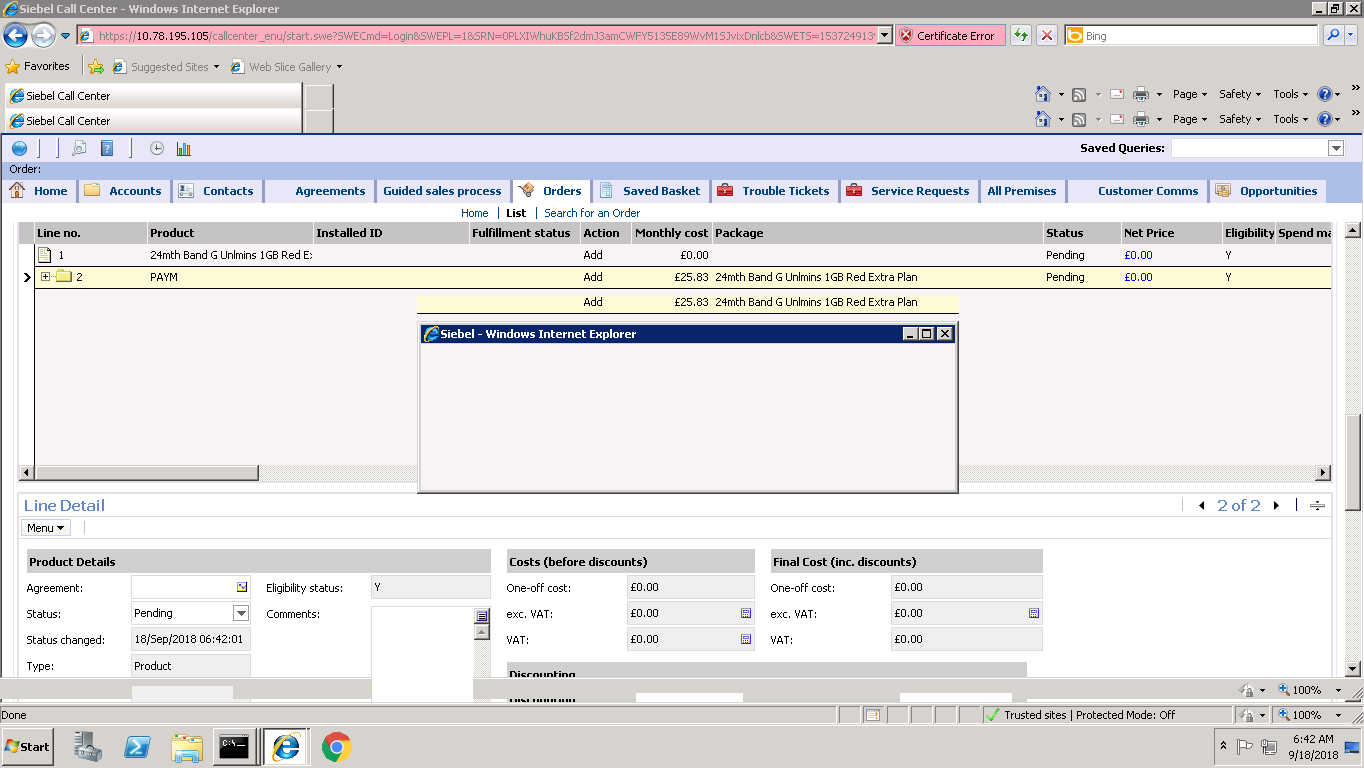 Siebel Call Center - Windows Internet Explorer
https://10.78.195.105/callcenter_enu/start.swe?SWECmd=Login&SWEPL=1&SRN= Certificate Error Bing
Favorites Suggested Sites Web Slice Gallery
Siebel Call Center Page Safety Tools
Siebel Call Center Page Safety Tools
Saved Queries:
Order:
Home Accounts Contacts Agreements Guided sales process Orders Saved Basket Trouble Tickets Service Requests All Premises Customer Comms Opportunities
Home List Search for an Order
Line no. Product Installed ID Fulfillment status Action Monthly cost Package Status Net Price Eligibility Spend ma
1 24mth Band G Unlmins 1GB Red Ex Add £0.00 Pending £0.00 Y
2 PAYM Add £25.83 24mth Band G Unlmins 1GB Red Extra Plan Pending £0.00 Y
Add £25.83 24mth Band G Unlmins 1GB Red Extra Plan
Siebel - Windows Internet Explorer
Line Detail 2 of 2
Menu
Product Details Costs (before discounts) Final Cost (inc. discounts)
Agreement: Eligibility status: Y One-off cost: £0.00 One-off cost: £0.00
Status: Pending Comments: exc. VAT: £0.00 exc. VAT: £0.00
Status changed: 18/Sep/2018 06:42:01 VAT: £0.00 VAT: £0.00
Type: Product
Discounting
100%
Done Trusted sites | Protected Mode: Off 100%
Start C:\ 6:42 AM
9/18/2018